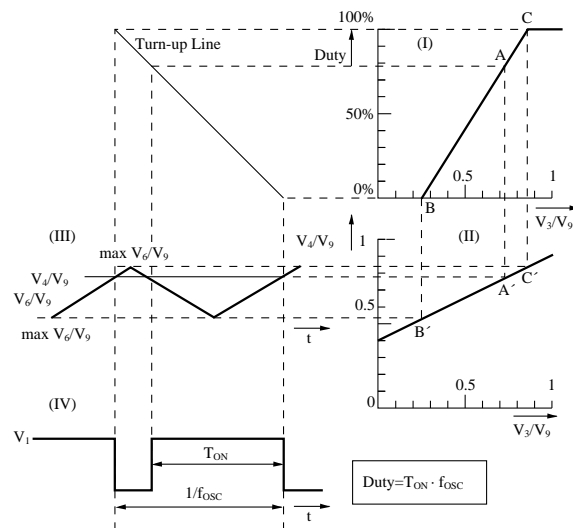 100%
C
Turn-up Line
Duty
(I)
A
50%
0%
B
0.5
1
V3/V9
(III)
max V6/V9
V4/V9
V4/V9
V6/V9
max V6/V9
t
1
1
(II)
0.5
A´
C´
B´
0
0.5
1
V3/V9
(IV)
V1
TON
1/fOSC
t
Duty=TON · fOSC